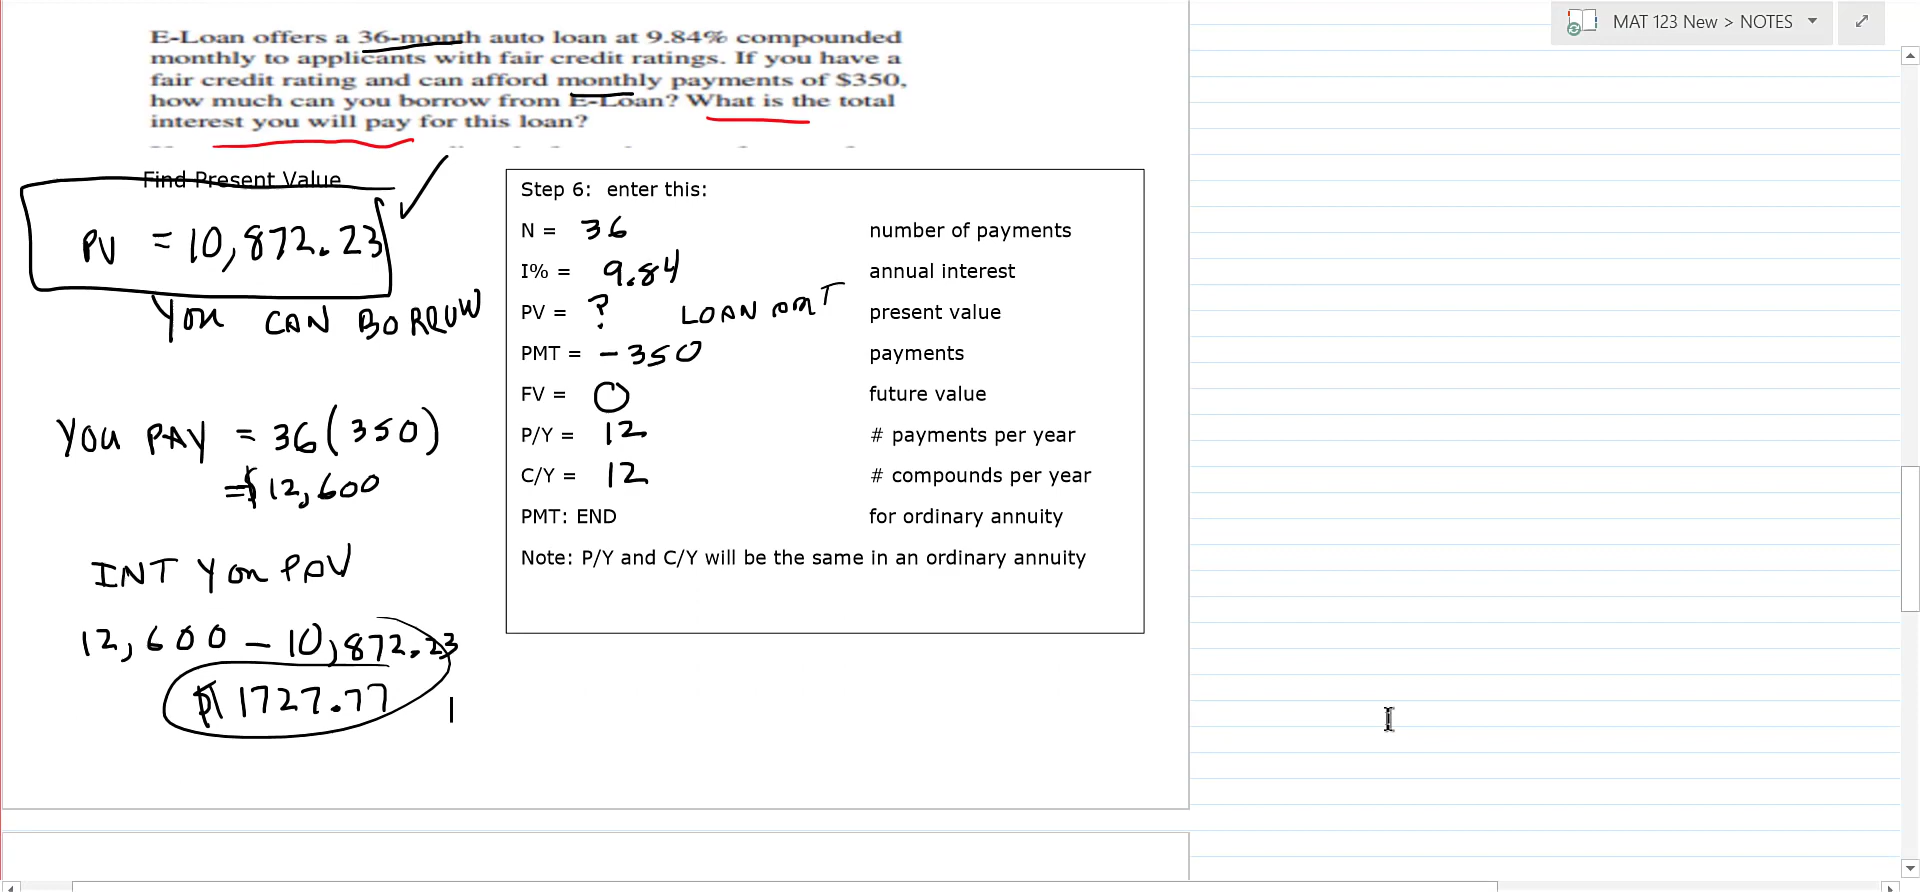 MAT 123 New > NOTES
E-Loan offers a 36-month auto loan at 9.84% compounded
monthly to applicants with fair credit ratings. If you have a
fair credit rating and can afford monthly payments of $350,
how much can you borrow from E-Loan? What is the total
interest you will pay for this loan?
Find Present Value
PV = 10,872.23
YOU CAN BORROW
YOU PAY = 36(350)
=$12,600
INT YOU PAY
12,600 - 10,872.23
$1727.77
Step 6: enter this:
N = 36 number of payments
I% = 9.84 annual interest
PV = ? LOAN AMT present value
PMT = -350 payments
FV = 0 future value
P/Y = 12 # payments per year
C/Y = 12 # compounds per year
PMT: END for ordinary annuity
Note: P/Y and C/Y will be the same in an ordinary annuity